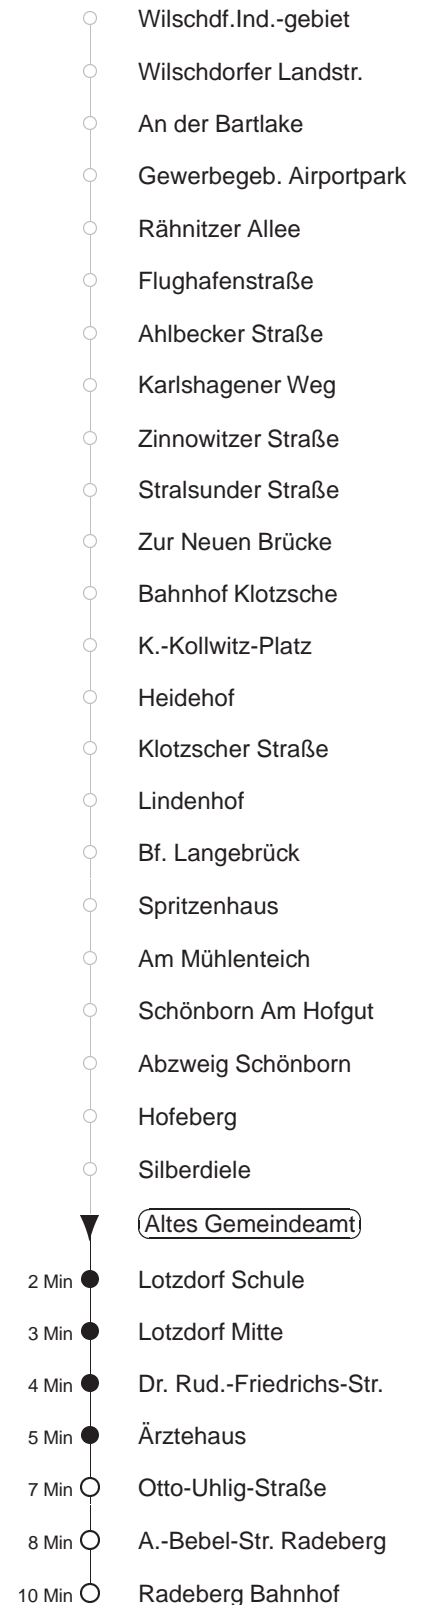 Wilschdf.Ind.-gebiet
Wilschdorfer Landstr.
An der Bartlake
Gewerbegeb. Airportpark
Rähnitzer Allee
Flughafenstraße
Ahlbecker Straße
Karlshagener Weg
Zinnowitzer Straße
Stralsunder Straße
Zur Neuen Brücke
Bahnhof Klotzsche
K.-Kollwitz-Platz
Heidehof
Klotzscher Straße
Lindenhof
Bf. Langebrück
Spritzenhaus
Am Mühlenteich
Schönborn Am Hofgut
Abzweig Schönborn
Hofeberg
Silberdiele
Altes Gemeindeamt
2 Min Lotzdorf Schule
3 Min Lotzdorf Mitte
4 Min Dr. Rud.-Friedrichs-Str.
5 Min Ärztehaus
7 Min Otto-Uhlig-Straße
8 Min A.-Bebel-Str. Radeberg
10 Min Radeberg Bahnhof